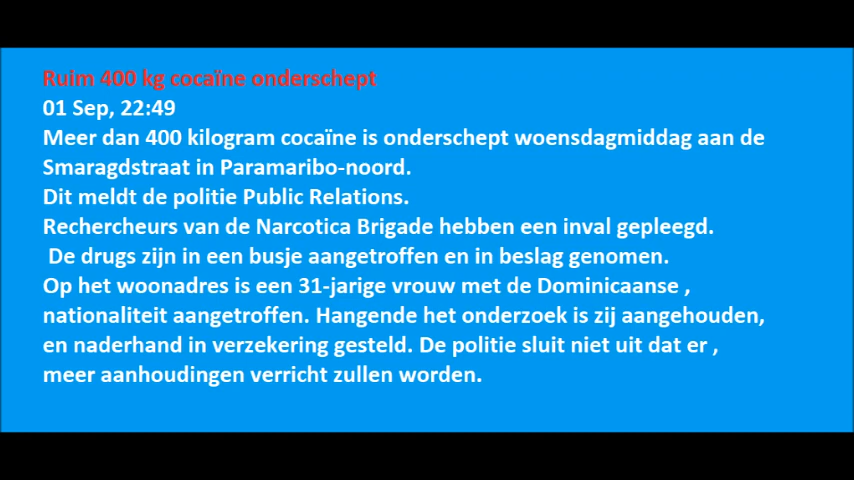 Ruim 400 kg cocaïne onderschept
01 Sep, 22:49
Meer dan 400 kilogram cocaïne is onderschept woensdagmiddag aan de
Smaragdstraat in Paramaribo-noord.
Dit meldt de politie Public Relations.
Rechercheurs van de Narcotica Brigade hebben een inval gepleegd.
De drugs zijn in een busje aangetroffen en in beslag genomen.
Op het woonadres is een 31-jarige vrouw met de Dominicaanse ,
nationaliteit aangetroffen. Hangende het onderzoek is zij aangehouden,
en naderhand in verzekering gesteld. De politie sluit niet uit dat er ,
meer aanhoudingen verricht zullen worden.